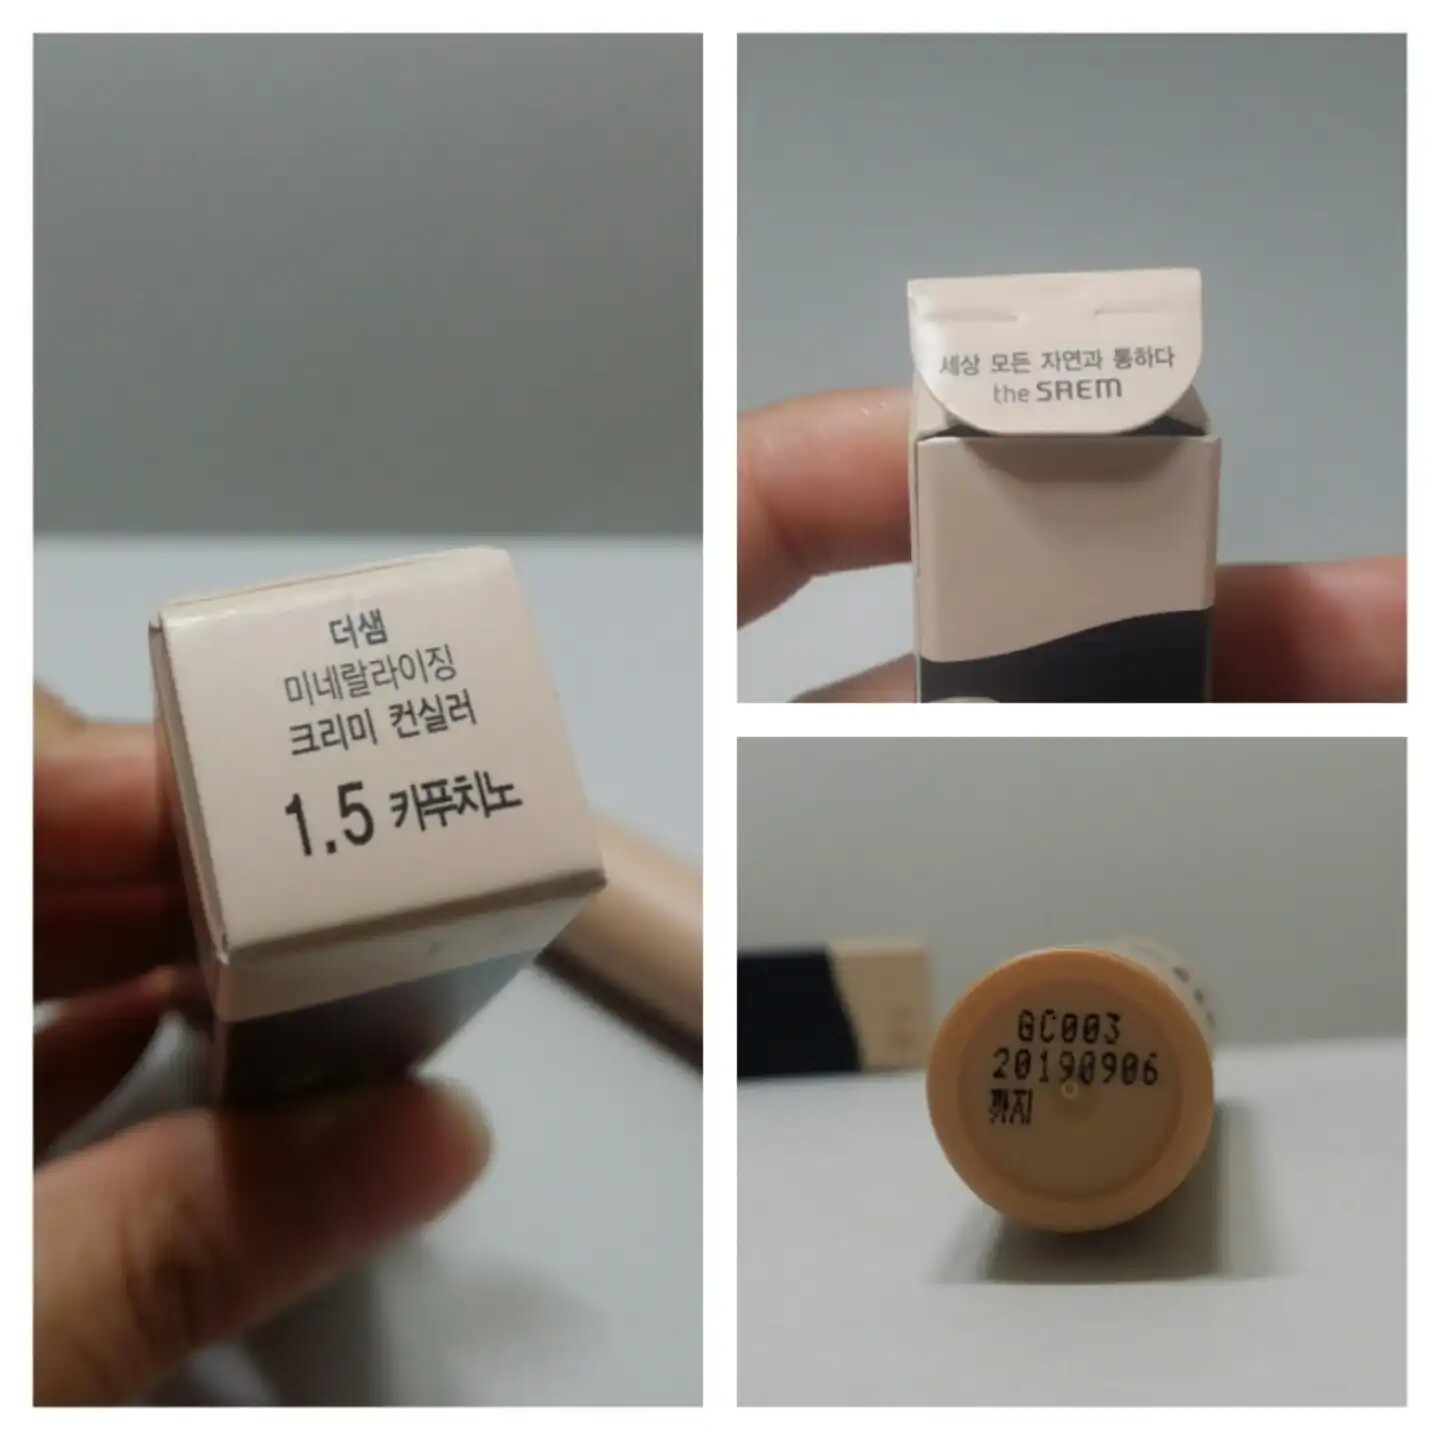 더샘
미네랄라이징
크리미 컨실러
1.5 카푸치노
세상 모든 자연과 통하다
the SAEM
GC003
20190906
까지